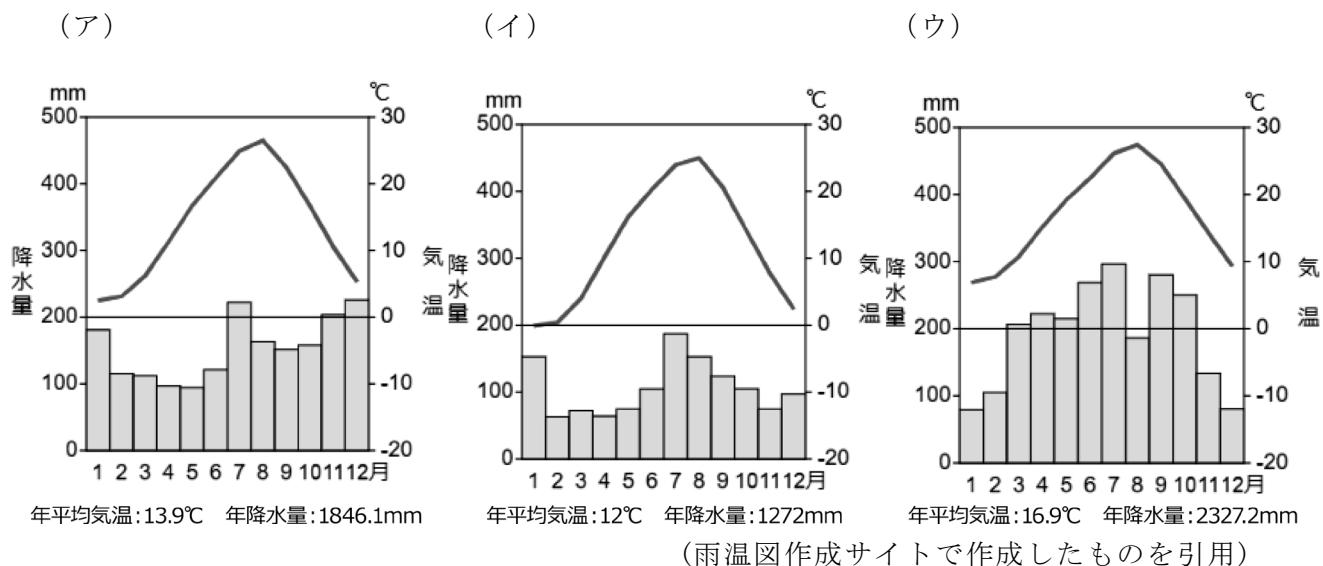 （ア）
mm ℃
500 30
400 20
300 10
200 0
100 -10
0 -20
降水量
気温
1 2 3 4 5 6 7 8 9 10 11 12月
年平均気温:13.9℃ 年降水量:1846.1mm
（イ）
mm ℃
500 30
400 20
300 10
200 0
100 -10
0 -20
降水量
気温
1 2 3 4 5 6 7 8 9 10 11 12月
年平均気温:12℃ 年降水量:1272mm
（ウ）
mm ℃
500 30
400 20
300 10
200 0
100 -10
0 -20
降水量
気温
1 2 3 4 5 6 7 8 9 10 11 12月
年平均気温:16.9℃ 年降水量:2327.2mm
（雨温図作成サイトで作成したものを引用）